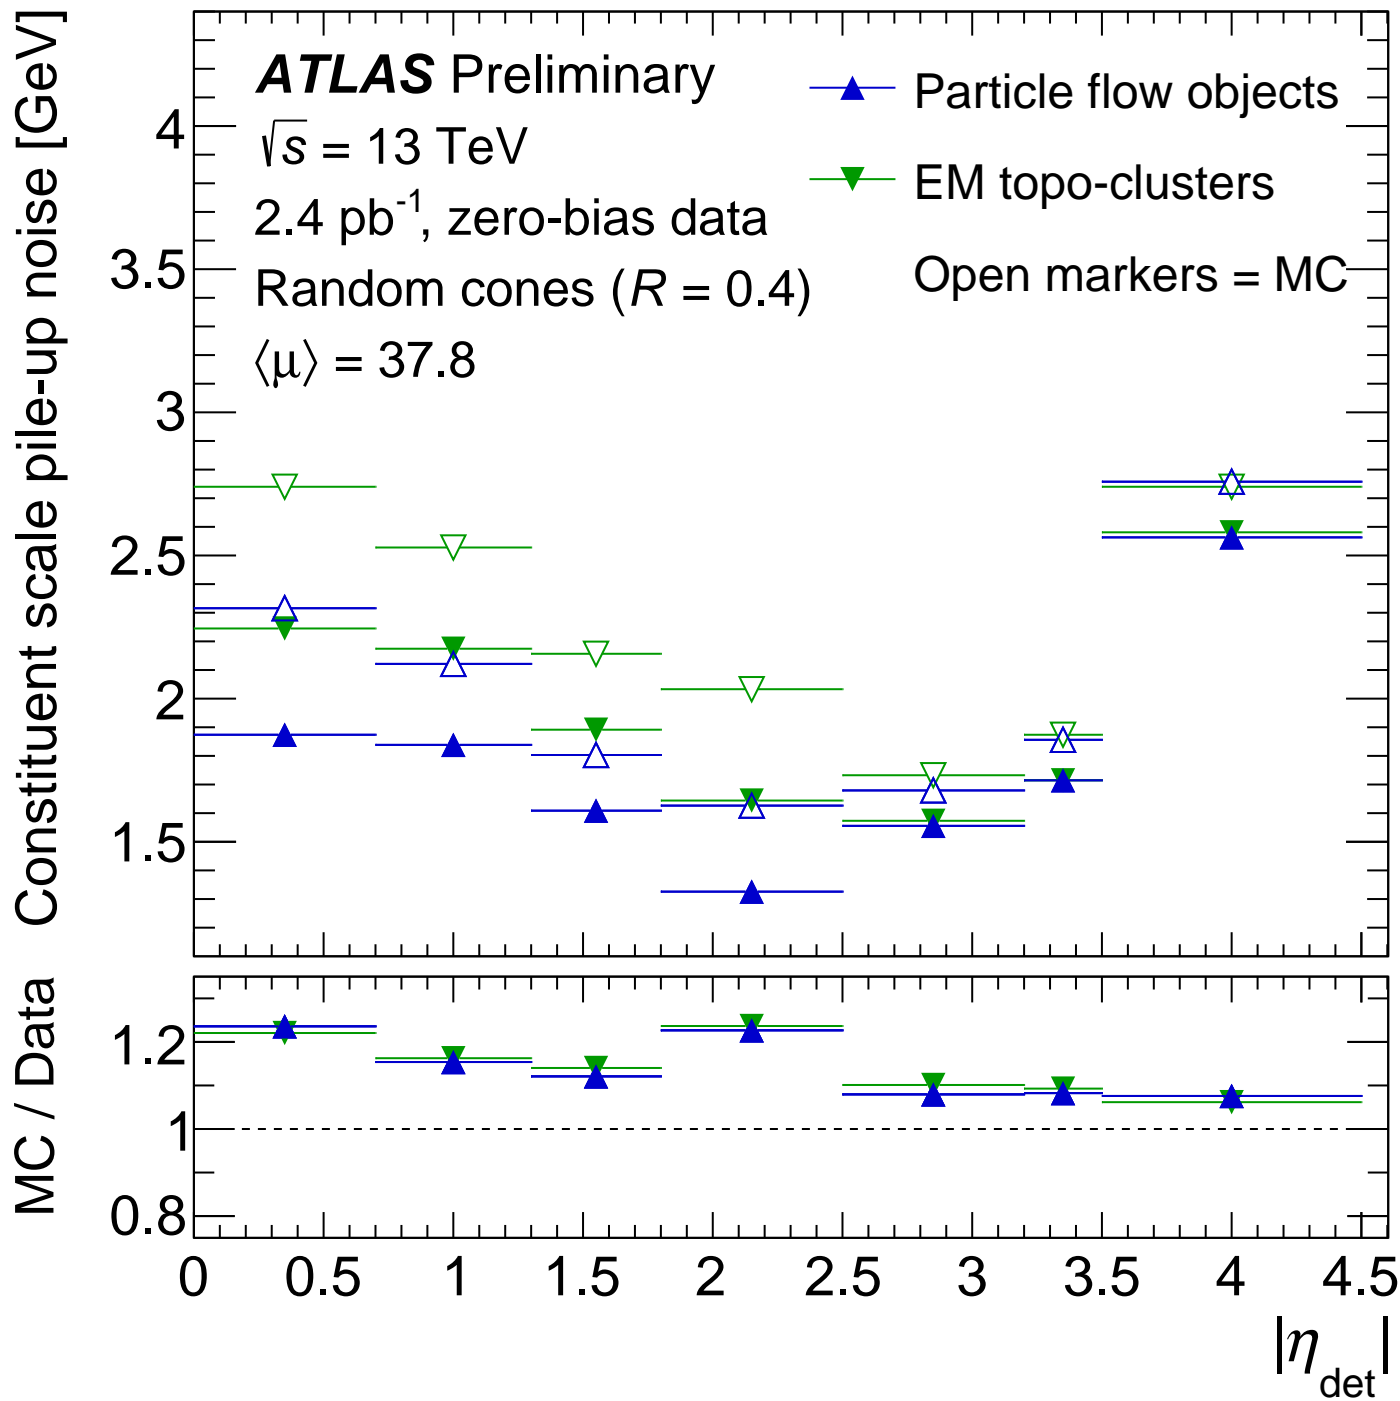 Constituent scale pile-up noise [GeV]
ATLAS Preliminary
√s = 13 TeV
2.4 pb⁻¹, zero-bias data
Random cones (R = 0.4)
⟨μ⟩ = 37.8
Particle flow objects
EM topo-clusters
Open markers = MC
4
3.5
3
2.5
2
1.5
MC / Data
1.2
1
0.8
0 0.5 1 1.5 2 2.5 3 3.5 4 4.5
|η_det|